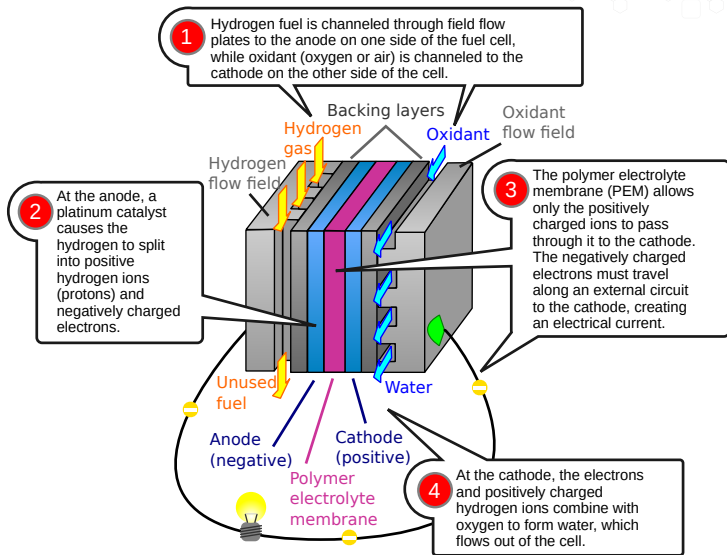 1
Hydrogen fuel is channeled through field flow
plates to the anode on one side of the fuel cell,
while oxidant (oxygen or air) is channeled to the
cathode on the other side of the cell.
Backing layers
Oxidant
flow field
Hydrogen
gas
Oxidant
Hydrogen
flow field
2
At the anode, a
platinum catalyst
causes the
hydrogen to split
into positive
hydrogen ions
(protons) and
negatively charged
electrons.
3
The polymer electrolyte
membrane (PEM) allows
only the positively
charged ions to pass
through it to the cathode.
The negatively charged
electrons must travel
along an external circuit
to the cathode, creating
an electrical current.
Unused
fuel
Water
Anode
(negative)
Cathode
(positive)
Polymer
electrolyte
membrane
4
At the cathode, the electrons
and positively charged
hydrogen ions combine with
oxygen to form water, which
flows out of the cell.